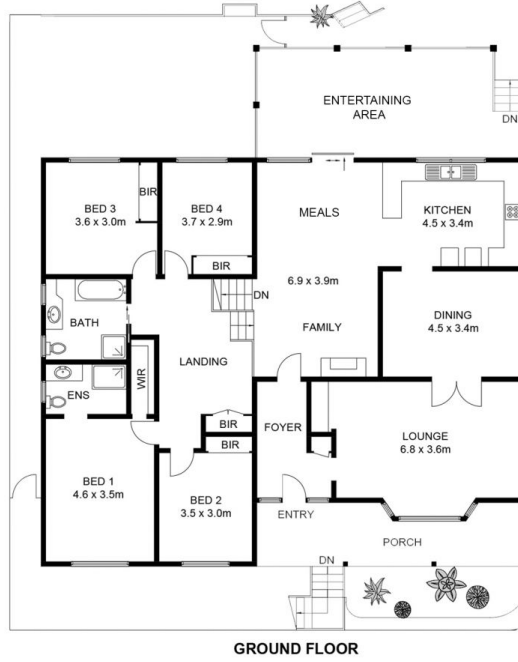 ENTERTAINING
AREA
DN
BED 3
3.6 x 3.0m
BIR
BED 4
3.7 x 2.9m
BIR
MEALS
KITCHEN
4.5 x 3.4m
6.9 x 3.9m
DN
FAMILY
DINING
4.5 x 3.4m
BATH
LANDING
WIR
ENS
BIR
BIR
FOYER
LOUNGE
6.8 x 3.6m
BED 1
4.6 x 3.5m
BED 2
3.5 x 3.0m
ENTRY
PORCH
DN
GROUND FLOOR